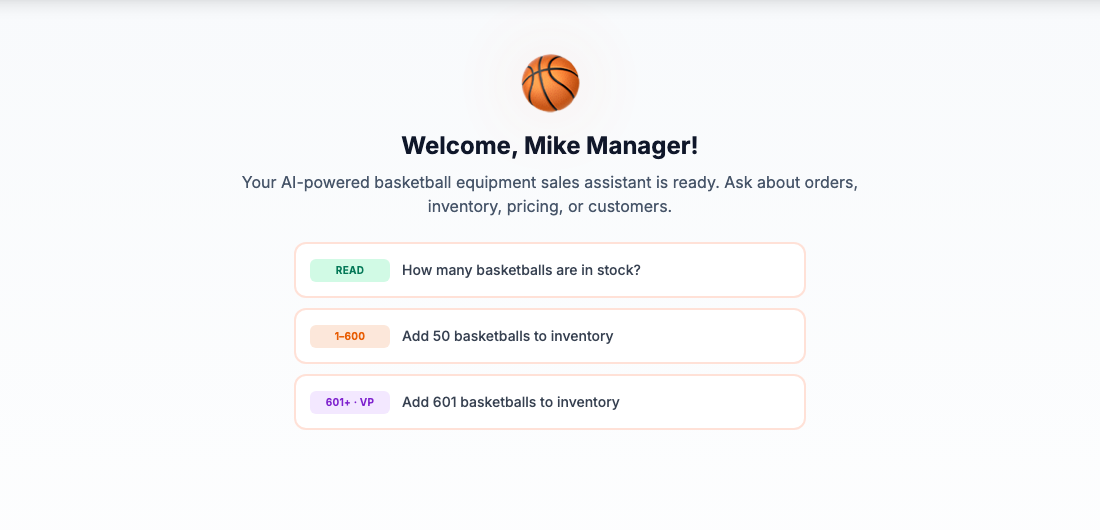 Welcome, Mike Manager!
Your AI-powered basketball equipment sales assistant is ready. Ask about orders,
inventory, pricing, or customers.
READ How many basketballs are in stock?
1–600 Add 50 basketballs to inventory
601+ · VP Add 601 basketballs to inventory